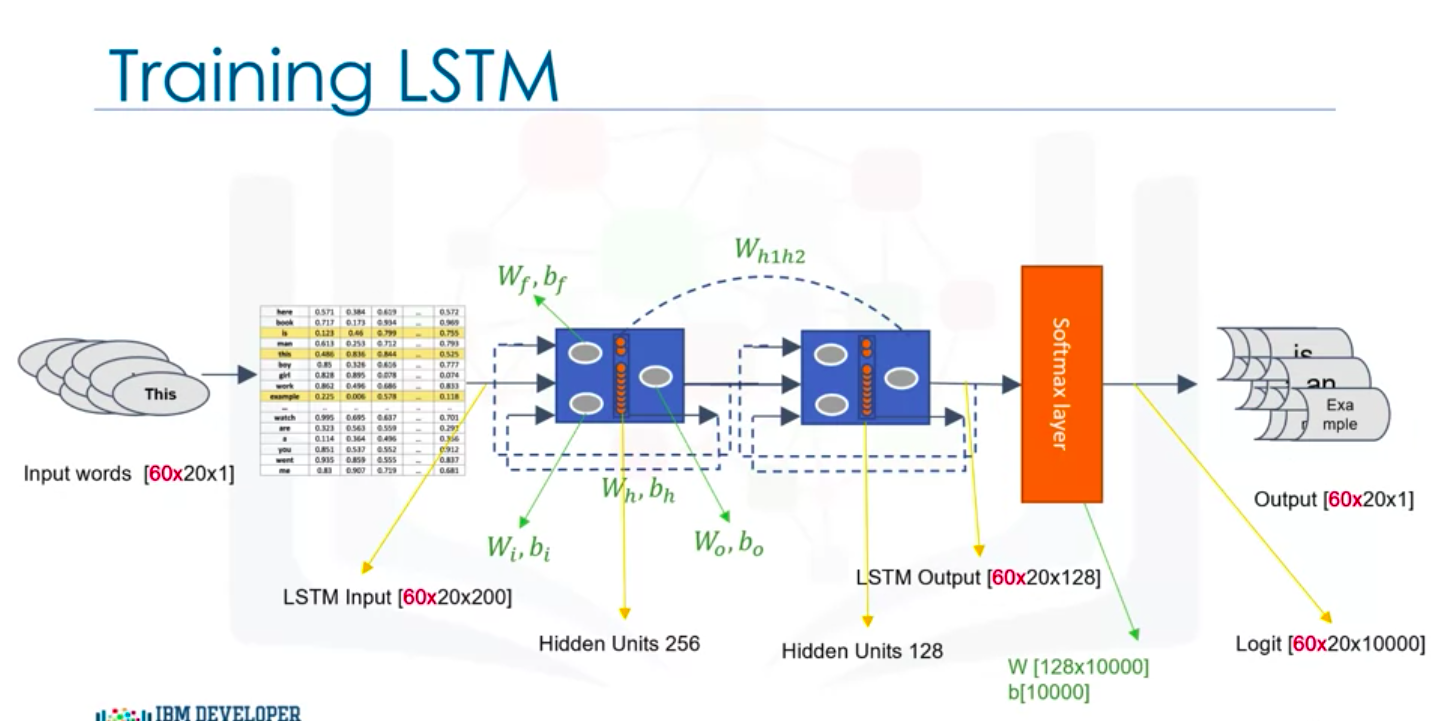 Training LSTM
W_{h1h2}
W_f, b_f
here 0.571 0.384 0.619 ... 0.572
book 0.717 0.173 0.934 ... 0.969
is 0.123 0.46 0.799 ... 0.755
man 0.613 0.253 0.712 ... 0.793
this 0.486 0.836 0.844 ... 0.525
boy 0.85 0.326 0.616 ... 0.777
girl 0.828 0.895 0.078 ... 0.074
work 0.862 0.496 0.686 ... 0.833
example 0.225 0.006 0.578 ... 0.118
... ... ... ... ... ...
watch 0.995 0.695 0.637 ... 0.701
are 0.323 0.563 0.559 ...
a 0.114 0.364 0.496 ...
you 0.851 0.537 0.552 ...
went 0.935 0.859 0.555 ... 0.837
me 0.83 0.907 0.719 ... 0.681
This
Softmax layer
is
an
Exa
mple
Input words [60x20x1]
W_h, b_h
Output [60x20x1]
W_i, b_i
W_o, b_o
LSTM Output [60x20x128]
LSTM Input [60x20x200]
Hidden Units 256
Hidden Units 128
Logit [60x20x10000]
W [128x10000]
b[10000]
IBM DEVELOPER